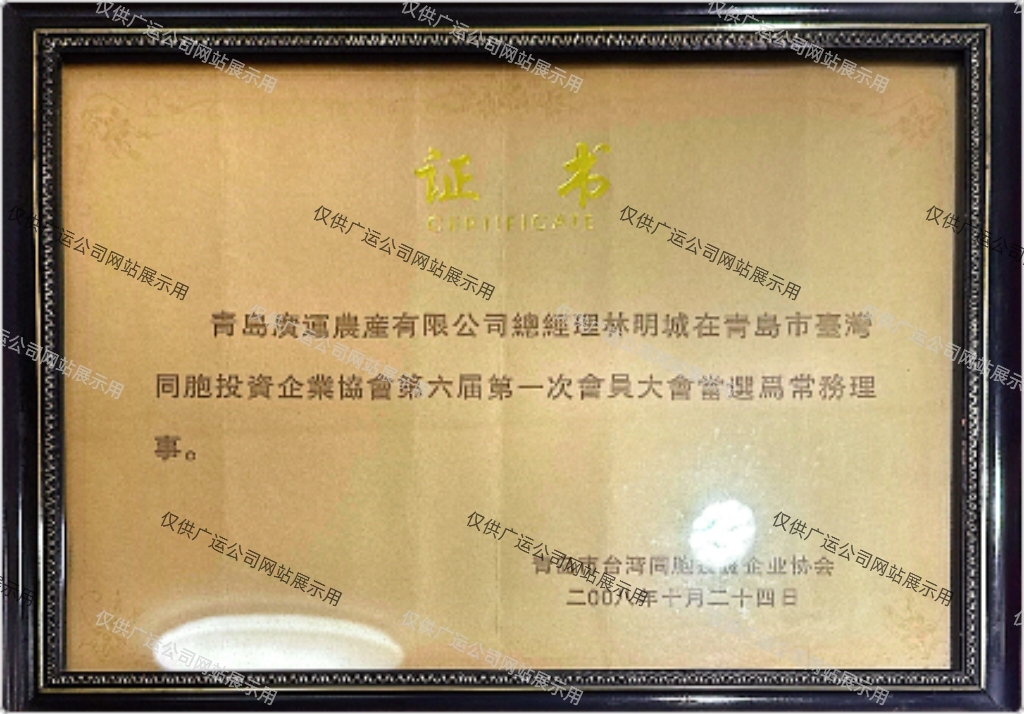 证 书
CERTIFICATE
青島廣運農産有限公司總經理林明城在青島市臺灣
同胞投資企業協會第六届第一次會員大會當選爲常務理
事。
青岛市台湾同胞投资企业协会
二00八年十月二十四日
仅供广运公司网站展示用